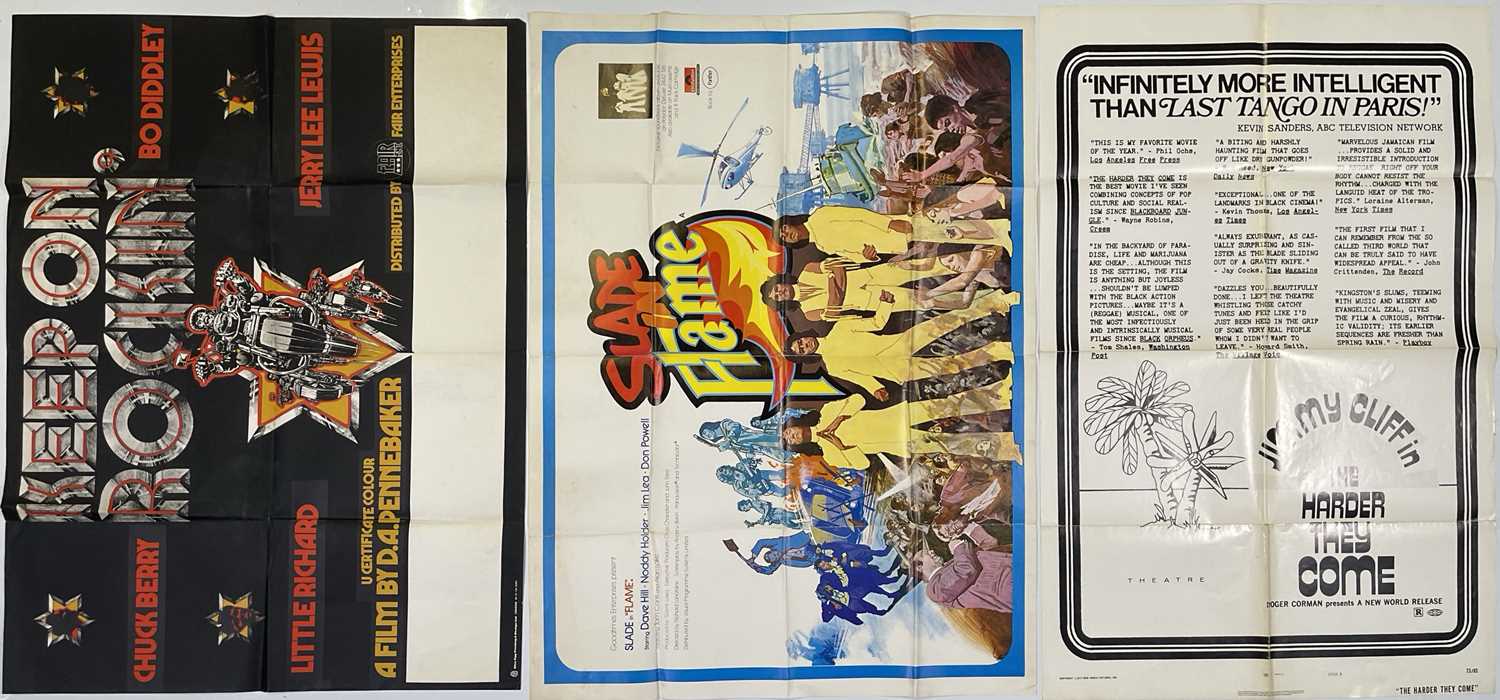 KEEP ON
ROCKIN'
BO DIDDLEY
JERRY LEE LEWIS
CHUCK BERRY
LITTLE RICHARD
U CERTIFICATE COLOUR
A FILM BY D.A.PENNEBAKER
DISTRIBUTED BY FAIR ENTERPRISES
SLADE
IN
Flame
A
Goodtimes Enterprises present
SLADE in "FLAME"
starring Dave Hill · Noddy Holder · Jim Lea · Don Powell
"INFINITELY MORE INTELLIGENT
THAN LAST TANGO IN PARIS!"
KEVIN SANDERS, ABC TELEVISION NETWORK
"THIS IS MY FAVORITE MOVIE
OF THE YEAR." - Phil Ochs,
Los Angeles Free Press
"THE HARDER THEY COME IS
THE BEST MOVIE I'VE SEEN
COMBINING CONCEPTS OF POP
CULTURE AND SOCIAL REAL-
ISM SINCE BLACKBOARD JUN-
GLE." - Wayne Robins,
Creem
"IN THE BACKYARD OF PARA-
DISE, LIFE AND MARIJUANA
ARE CHEAP...ALTHOUGH THIS
IS THE SETTING, THE FILM
IS ANYTHING BUT JOYLESS
...SHOULDN'T BE LUMPED
WITH THE BLACK ACTION
PICTURES...MAYBE IT'S A
(REGGAE) MUSICAL, ONE OF
THE MOST INFECTIOUSLY
AND INTRINSICALLY MUSICAL
FILMS SINCE BLACK ORPHEUS."
- Tom Shales, Washington
Post
"A BITING AND HARSHLY
HAUNTING FILM THAT GOES
OFF LIKE DRY GUNPOWDER!"
Reed, New York
Daily News
"EXCEPTIONAL...ONE OF THE
LANDMARKS IN BLACK CINEMA!"
- Kevin Thomas, Los Angel-
es Times
"ALWAYS EXUBERANT, AS CAS-
UALLY SURPRISING AND SIN-
ISTER AS THE BLADE SLIDING
OUT OF A GRAVITY KNIFE."
- Jay Cocks, Time Magazine
"DAZZLES YOU...BEAUTIFULLY
DONE...I LEFT THE THEATRE
WHISTLING THOSE CATCHY
TUNES AND FELT LIKE I'D
JUST BEEN HELD IN THE GRIP
OF SOME VERY REAL PEOPLE
WHOM I DIDN'T WANT TO
LEAVE." - Howard Smith,
The Village Voice
"MARVELOUS JAMAICAN FILM
...PROVIDES A SOLID AND
IRRESISTIBLE INTRODUCTION
REGGAE. RIGHT OFF YOUR
BODY CANNOT RESIST THE
RHYTHM...CHARGED WITH THE
LANGUID HEAT OF THE TRO-
PICS." Loraine Alterman,
New York Times
"THE FIRST FILM THAT I
CAN REMEMBER FROM THE SO
CALLED THIRD WORLD THAT
CAN BE TRULY SAID TO HAVE
WIDESPREAD APPEAL." - John
Crittenden, The Record
"KINGSTON'S SLUMS, TEEMING
WITH MUSIC AND MISERY AND
EVANGELICAL ZEAL, GIVES
THE FILM A CURIOUS, RHYTHM-
IC VALIDITY; ITS EARLIER
SEQUENCES ARE FRESHER THAN
SPRING RAIN." - Playboy
JIMMY CLIFF in
THE
HARDER
THEY
COME
THEATRE
ROGER CORMAN presents A NEW WORLD RELEASE
R
"THE HARDER THEY COME"